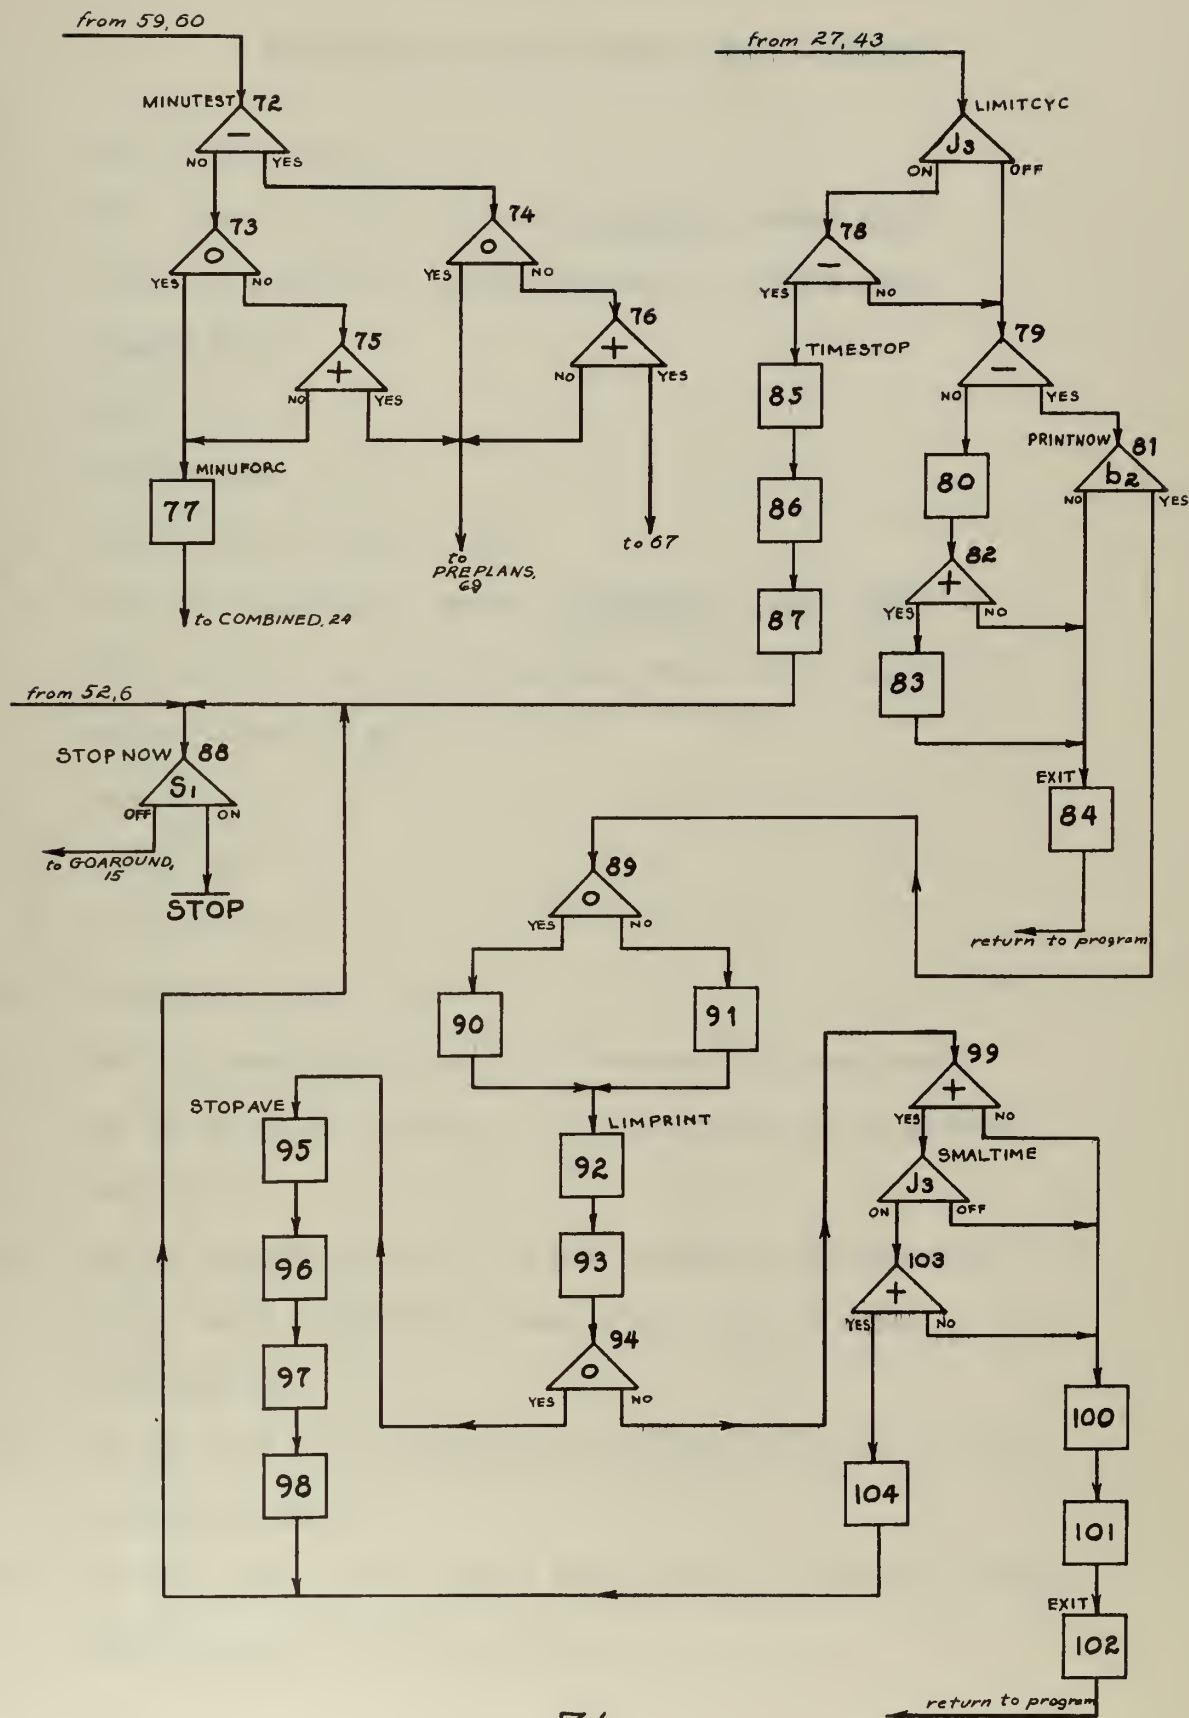 from 59, 60
from 27, 43
MINUTEST 72
LIMITCYC
−
J3
NO YES
ON OFF
73
74
78
O
O
−
YES NO
YES NO
YES NO
75
76
79
+
+
−
TIMESTOP
NO YES
NO YES
NO YES
85
PRINTNOW 81
b2
MINUFORC
NO YES
77
86
80
to 67
to
PREPLANS,
69
82
+
to COMBINED, 24
87
YES NO
83
from 52, 6
STOP NOW 88
S1
EXIT
OFF ON
84
to GOAROUND,
15
STOP
89
O
YES NO
return to program
90
91
99
+
STOPAVE
LIMPRINT
YES NO
95
92
SMALTIME
J3
ON OFF
96
93
103
+
YES NO
94
O
97
YES NO
100
98
104
101
EXIT
102
return to program